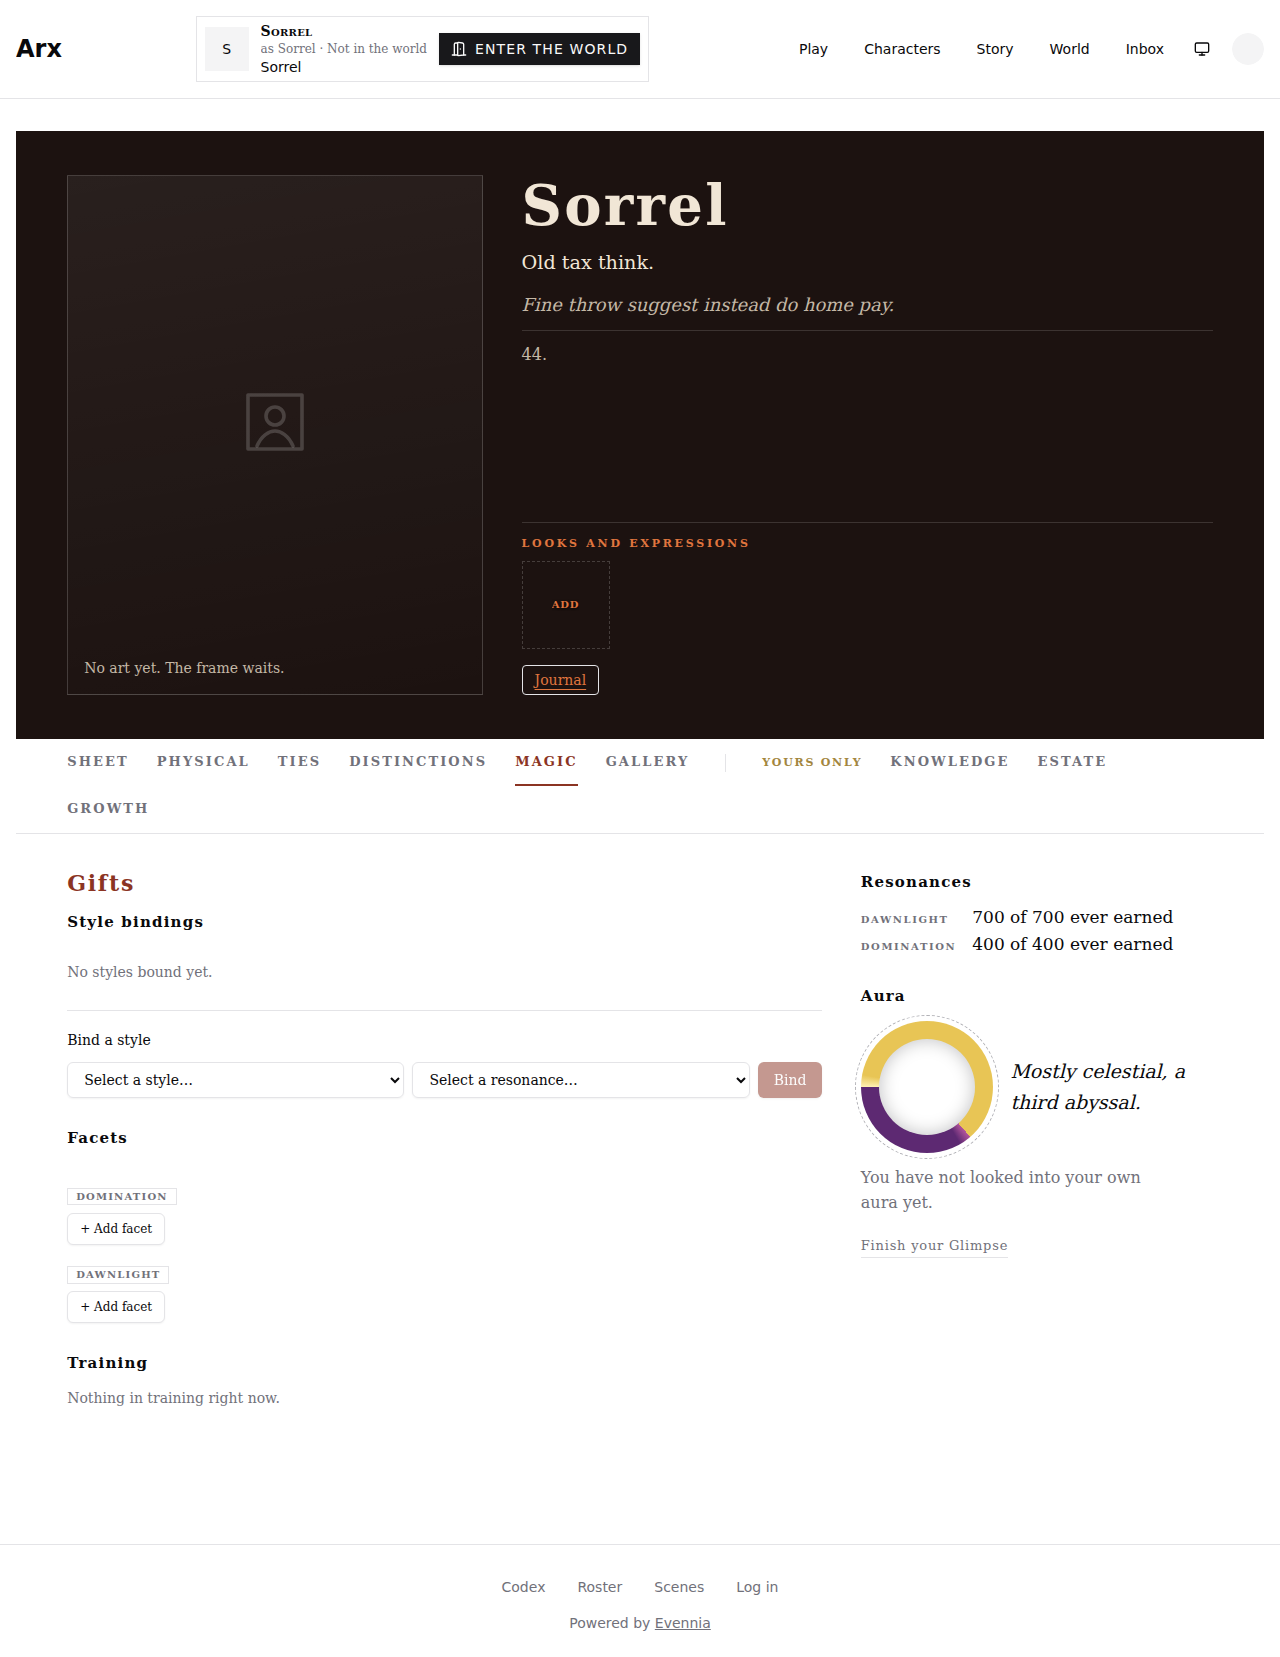 Arx
S
Sorrel
as Sorrel · Not in the world
Sorrel
ENTER THE WORLD
Play
Characters
Story
World
Inbox
Sorrel
Old tax think.
Fine throw suggest instead do home pay.
44.
LOOKS AND EXPRESSIONS
ADD
Journal
No art yet. The frame waits.
SHEET
PHYSICAL
TIES
DISTINCTIONS
MAGIC
GALLERY
YOURS ONLY
KNOWLEDGE
ESTATE
GROWTH
Gifts
Style bindings
No styles bound yet.
Bind a style
Select a style...
Select a resonance...
Bind
Facets
DOMINATION
+ Add facet
DAWNLIGHT
+ Add facet
Training
Nothing in training right now.
Resonances
DAWNLIGHT 700 of 700 ever earned
DOMINATION 400 of 400 ever earned
Aura
Mostly celestial, a
third abyssal.
You have not looked into your own
aura yet.
Finish your Glimpse
Codex
Roster
Scenes
Log in
Powered by Evennia